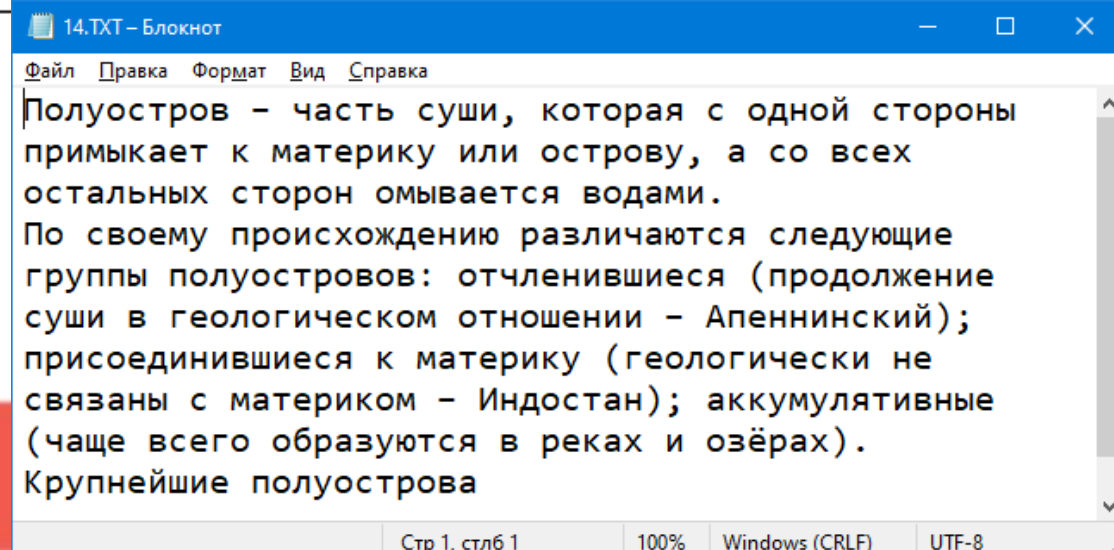 14.TXT – Блокнот
Файл Правка Формат Вид Справка
Полуостров – часть суши, которая с одной стороны
примыкает к материку или острову, а со всех
остальных сторон омывается водами.
По своему происхождению различаются следующие
группы полуостровов: отчленившиеся (продолжение
суши в геологическом отношении – Апеннинский);
присоединившиеся к материку (геологически не
связаны с материком – Индостан); аккумулятивные
(чаще всего образуются в реках и озёрах).
Крупнейшие полуострова
Стр 1, стлб 1 100% Windows (CRLF) UTF-8